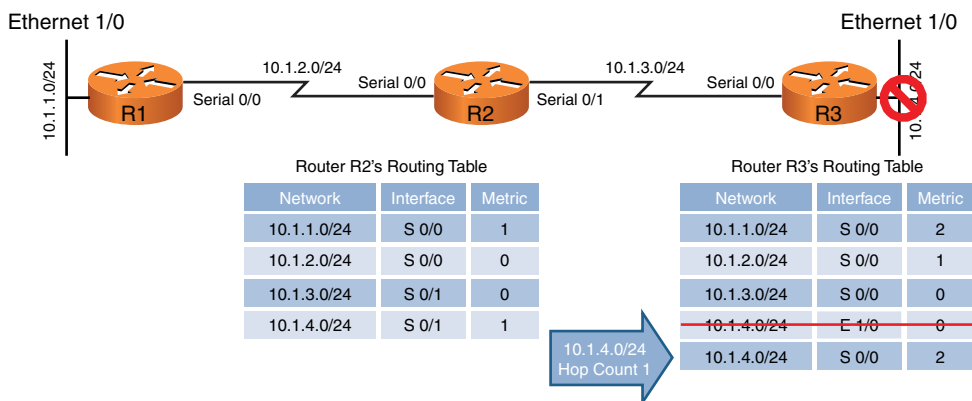 Ethernet 1/0
Ethernet 1/0
10.1.1.0/24
10.1.2.0/24
10.1.3.0/24
10.1.4.0/24
Serial 0/0
Serial 0/0
Serial 0/1
Serial 0/0
R1
R2
R3
Router R2's Routing Table
Network Interface Metric
10.1.1.0/24 S 0/0 1
10.1.2.0/24 S 0/0 0
10.1.3.0/24 S 0/1 0
10.1.4.0/24 S 0/1 1
10.1.4.0/24
Hop Count 1
Router R3's Routing Table
Network Interface Metric
10.1.1.0/24 S 0/0 2
10.1.2.0/24 S 0/0 1
10.1.3.0/24 S 0/0 0
10.1.4.0/24 E 1/0 0
10.1.4.0/24 S 0/0 2